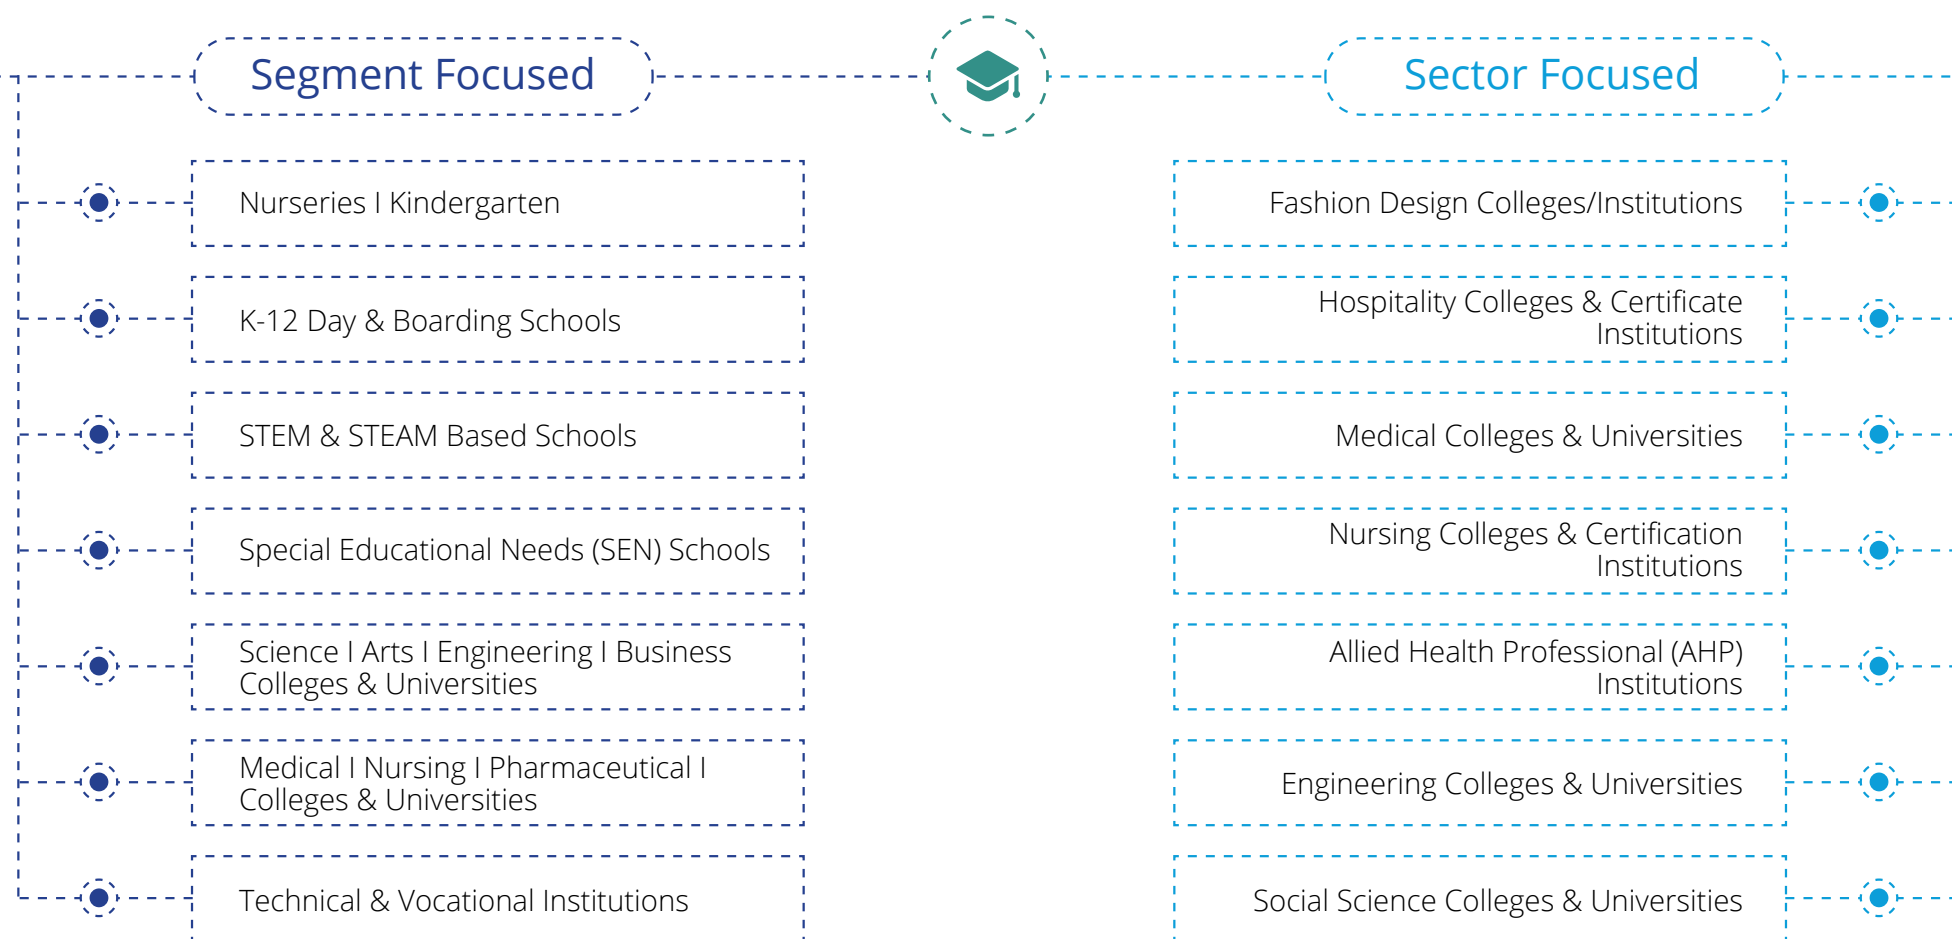 Segment Focused
Nurseries I Kindergarten
K-12 Day & Boarding Schools
STEM & STEAM Based Schools
Special Educational Needs (SEN) Schools
Science I Arts I Engineering I Business
Colleges & Universities
Medical I Nursing I Pharmaceutical I
Colleges & Universities
Technical & Vocational Institutions
Sector Focused
Fashion Design Colleges/Institutions
Hospitality Colleges & Certificate
Institutions
Medical Colleges & Universities
Nursing Colleges & Certification
Institutions
Allied Health Professional (AHP)
Institutions
Engineering Colleges & Universities
Social Science Colleges & Universities